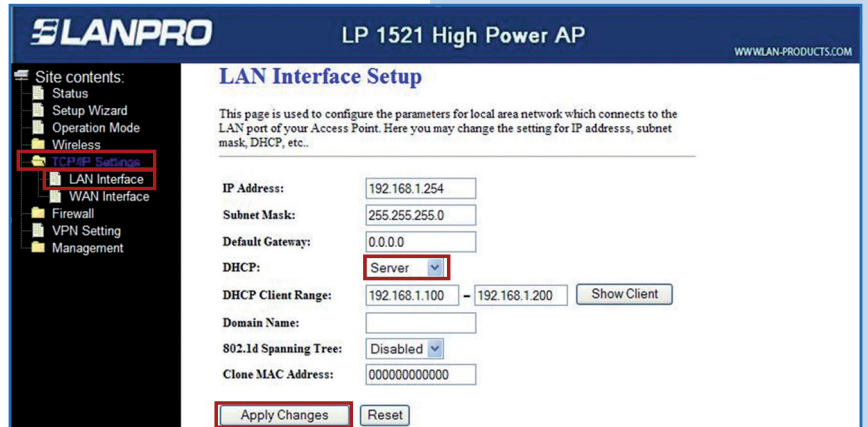 LANPRO
LP 1521 High Power AP
WWW.LAN-PRODUCTS.COM
Site contents:
Status
Setup Wizard
Operation Mode
Wireless
TCP/IP Settings
LAN Interface
WAN Interface
Firewall
VPN Setting
Management
LAN Interface Setup
This page is used to configure the parameters for local area network which connects to the
LAN port of your Access Point. Here you may change the setting for IP addresss, subnet
mask, DHCP, etc..
IP Address: 192.168.1.254
Subnet Mask: 255.255.255.0
Default Gateway: 0.0.0.0
DHCP: Server
DHCP Client Range: 192.168.1.100 – 192.168.1.200 Show Client
Domain Name:
802.1d Spanning Tree: Disabled
Clone MAC Address: 000000000000
Apply Changes Reset